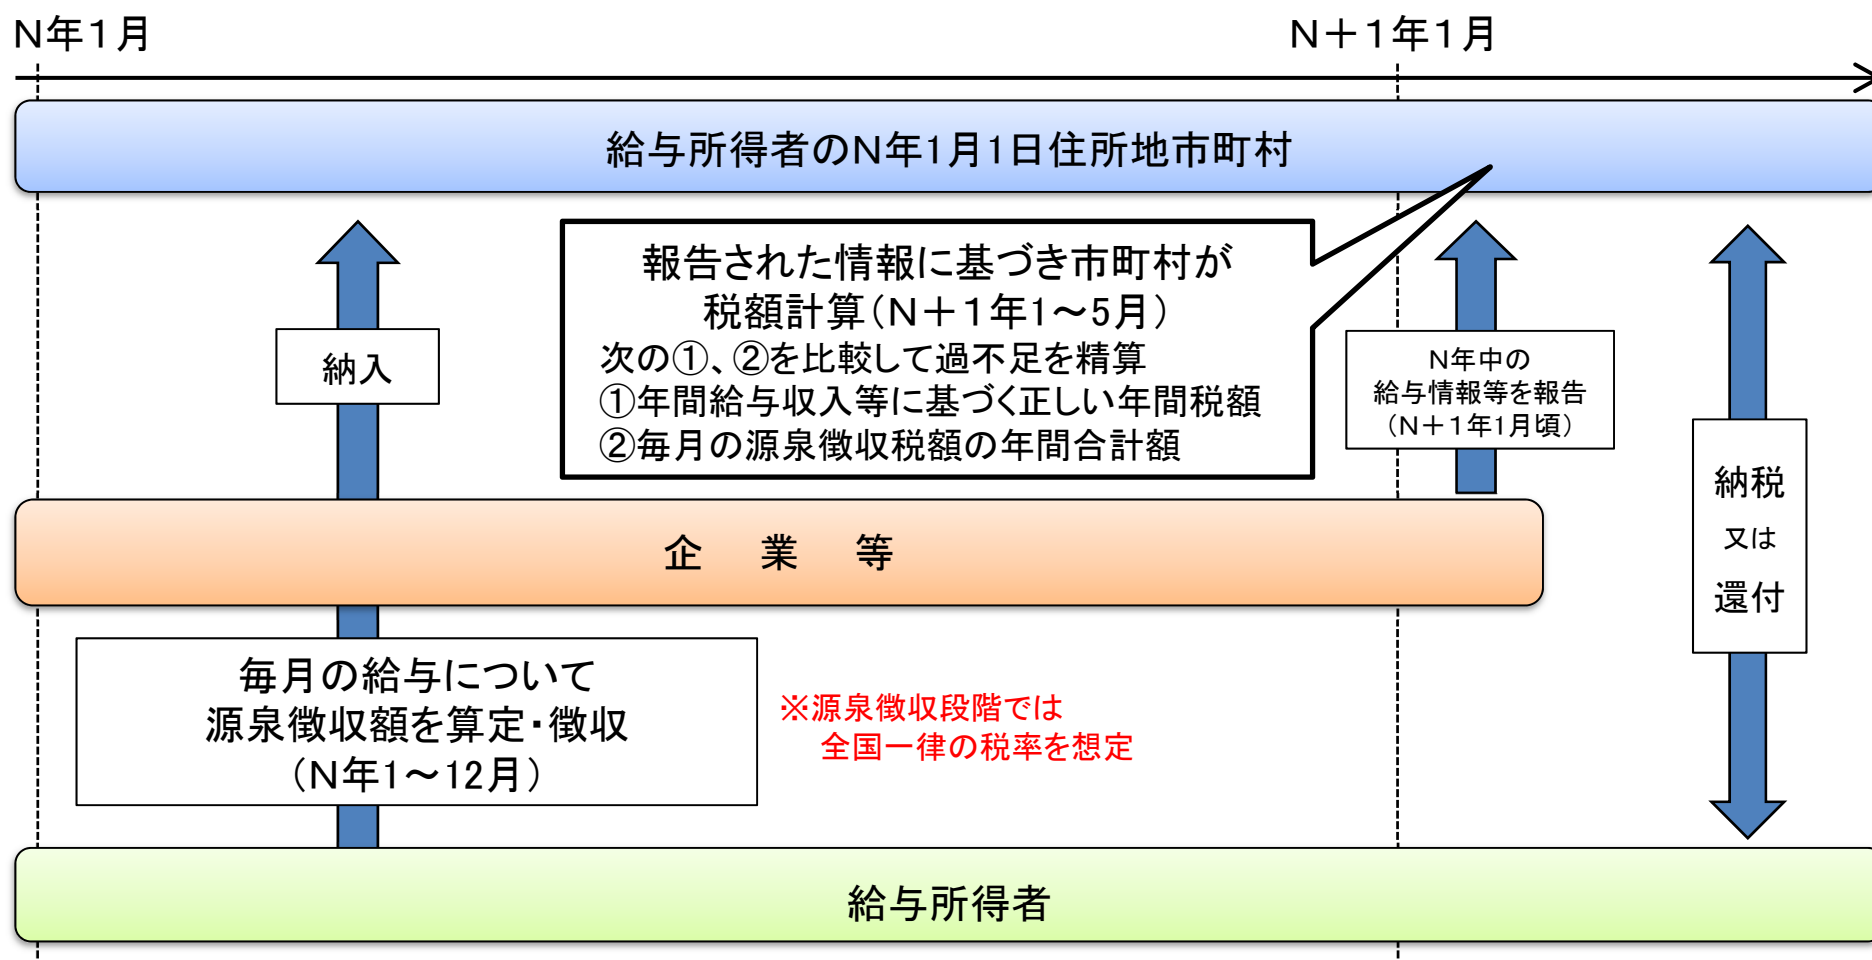 N年1月
N＋1年1月
給与所得者のN年1月1日住所地市町村
報告された情報に基づき市町村が
税額計算（N＋1年1～5月）
次の①、②を比較して過不足を精算
①年間給与収入等に基づく正しい年間税額
②毎月の源泉徴収税額の年間合計額
納入
N年中の
給与情報等を報告
（N＋1年1月頃）
納税
又は
還付
企　業　等
毎月の給与について
源泉徴収額を算定・徴収
（N年1～12月）
※源泉徴収段階では
全国一律の税率を想定
給与所得者